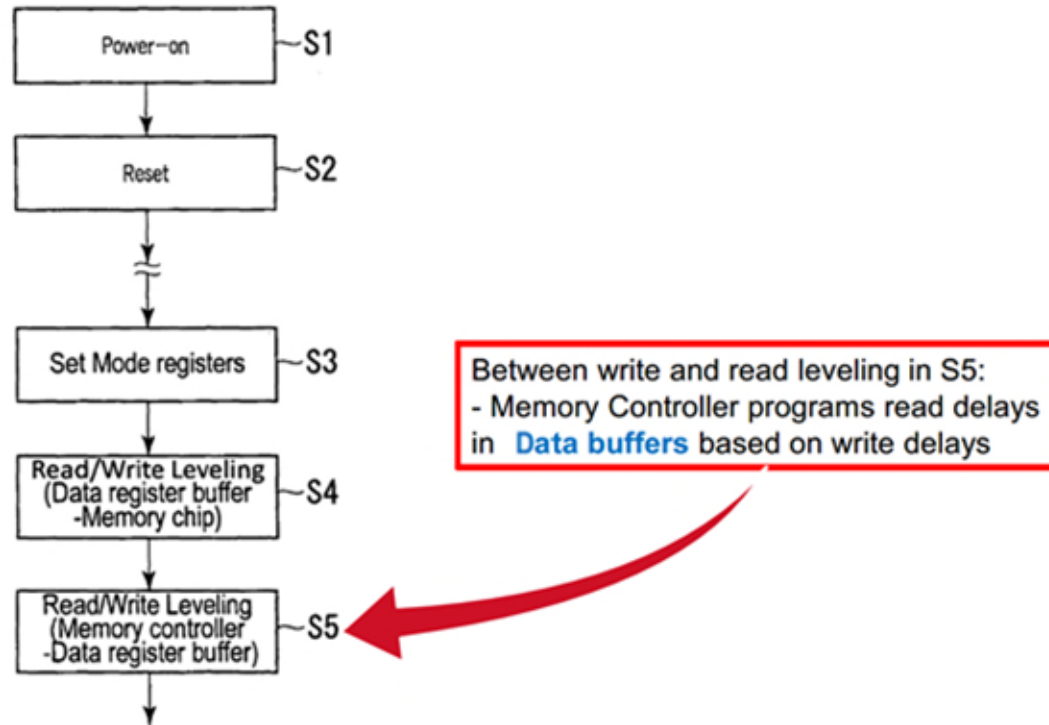 Power-on
S1
Reset
S2
Set Mode registers
S3
Read/Write Leveling
(Data register buffer
-Memory chip)
S4
Read/Write Leveling
(Memory controller
-Data register buffer)
S5
Between write and read leveling in S5:
- Memory Controller programs read delays
in Data buffers based on write delays